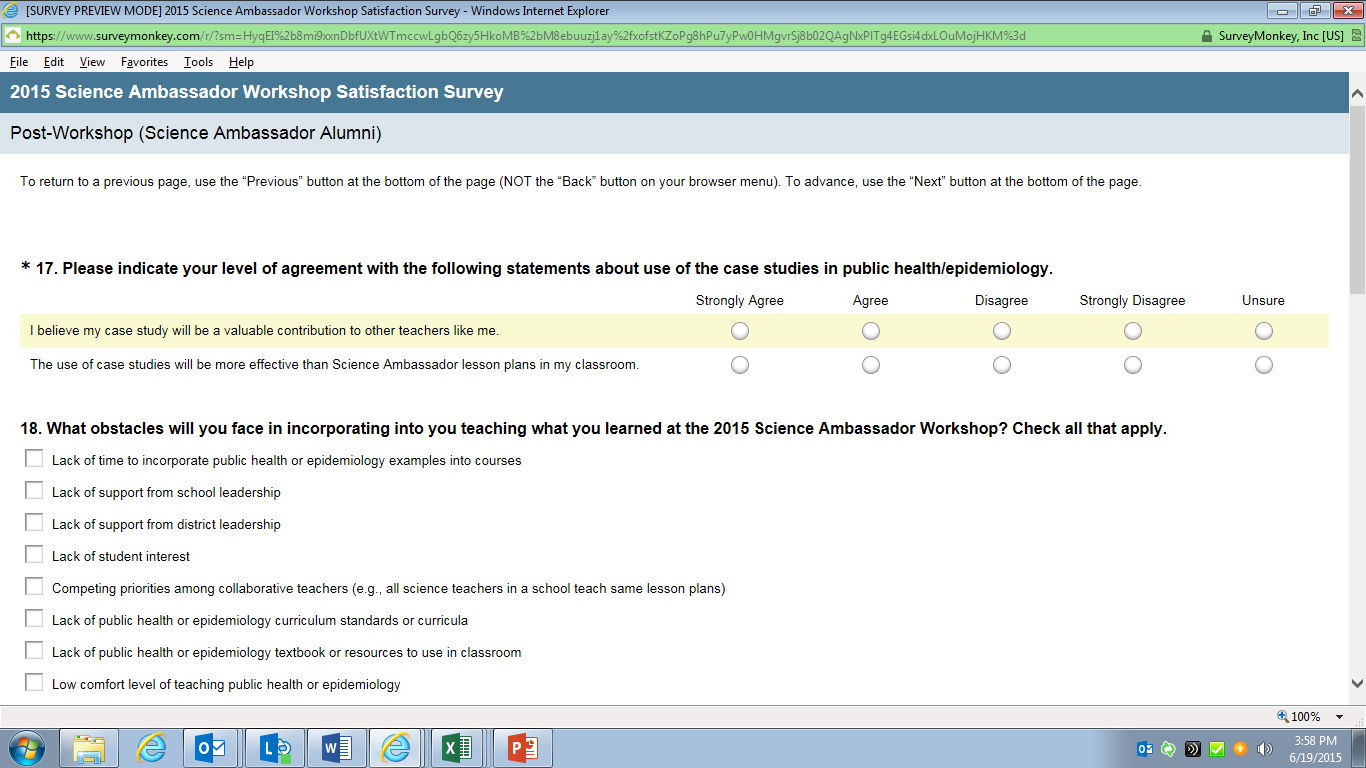 [SURVEY PREVIEW MODE] 2015 Science Ambassador Workshop Satisfaction Survey - Windows Internet Explorer
SurveyMonkey, Inc [US]
File Edit View Favorites Tools Help
2015 Science Ambassador Workshop Satisfaction Survey
Post-Workshop (Science Ambassador Alumni)
To return to a previous page, use the “Previous” button at the bottom of the page (NOT the “Back” button on your browser menu). To advance, use the “Next” button at the bottom of the page.
* 17. Please indicate your level of agreement with the following statements about use of the case studies in public health/epidemiology.
Strongly Agree Agree Disagree Strongly Disagree Unsure
I believe my case study will be a valuable contribution to other teachers like me.
The use of case studies will be more effective than Science Ambassador lesson plans in my classroom.
18. What obstacles will you face in incorporating into you teaching what you learned at the 2015 Science Ambassador Workshop? Check all that apply.
Lack of time to incorporate public health or epidemiology examples into courses
Lack of support from school leadership
Lack of support from district leadership
Lack of student interest
Competing priorities among collaborative teachers (e.g., all science teachers in a school teach same lesson plans)
Lack of public health or epidemiology curriculum standards or curricula
Lack of public health or epidemiology textbook or resources to use in classroom
Low comfort level of teaching public health or epidemiology
100%
3:58 PM
6/19/2015